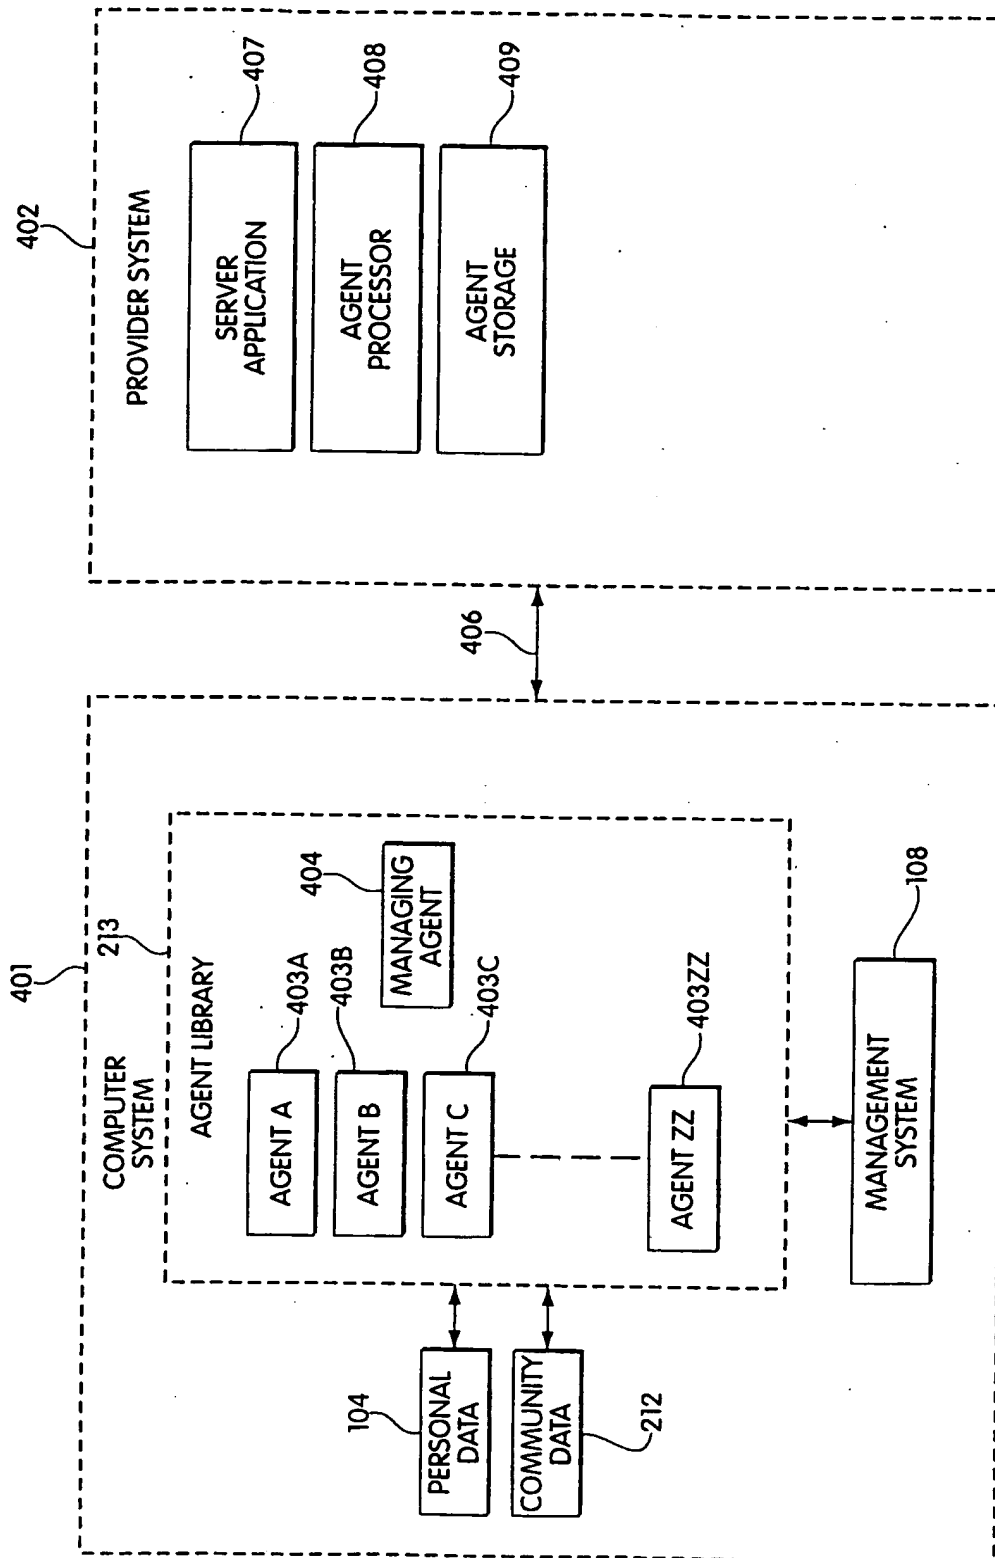 401
COMPUTER
SYSTEM
213
AGENT LIBRARY
AGENT A
403A
AGENT B
403B
AGENT C
403C
404
MANAGING
AGENT
AGENT ZZ
403ZZ
104
PERSONAL
DATA
COMMUNITY
DATA
212
MANAGEMENT
SYSTEM
108
406
402
PROVIDER SYSTEM
SERVER
APPLICATION
407
AGENT
PROCESSOR
408
AGENT
STORAGE
409